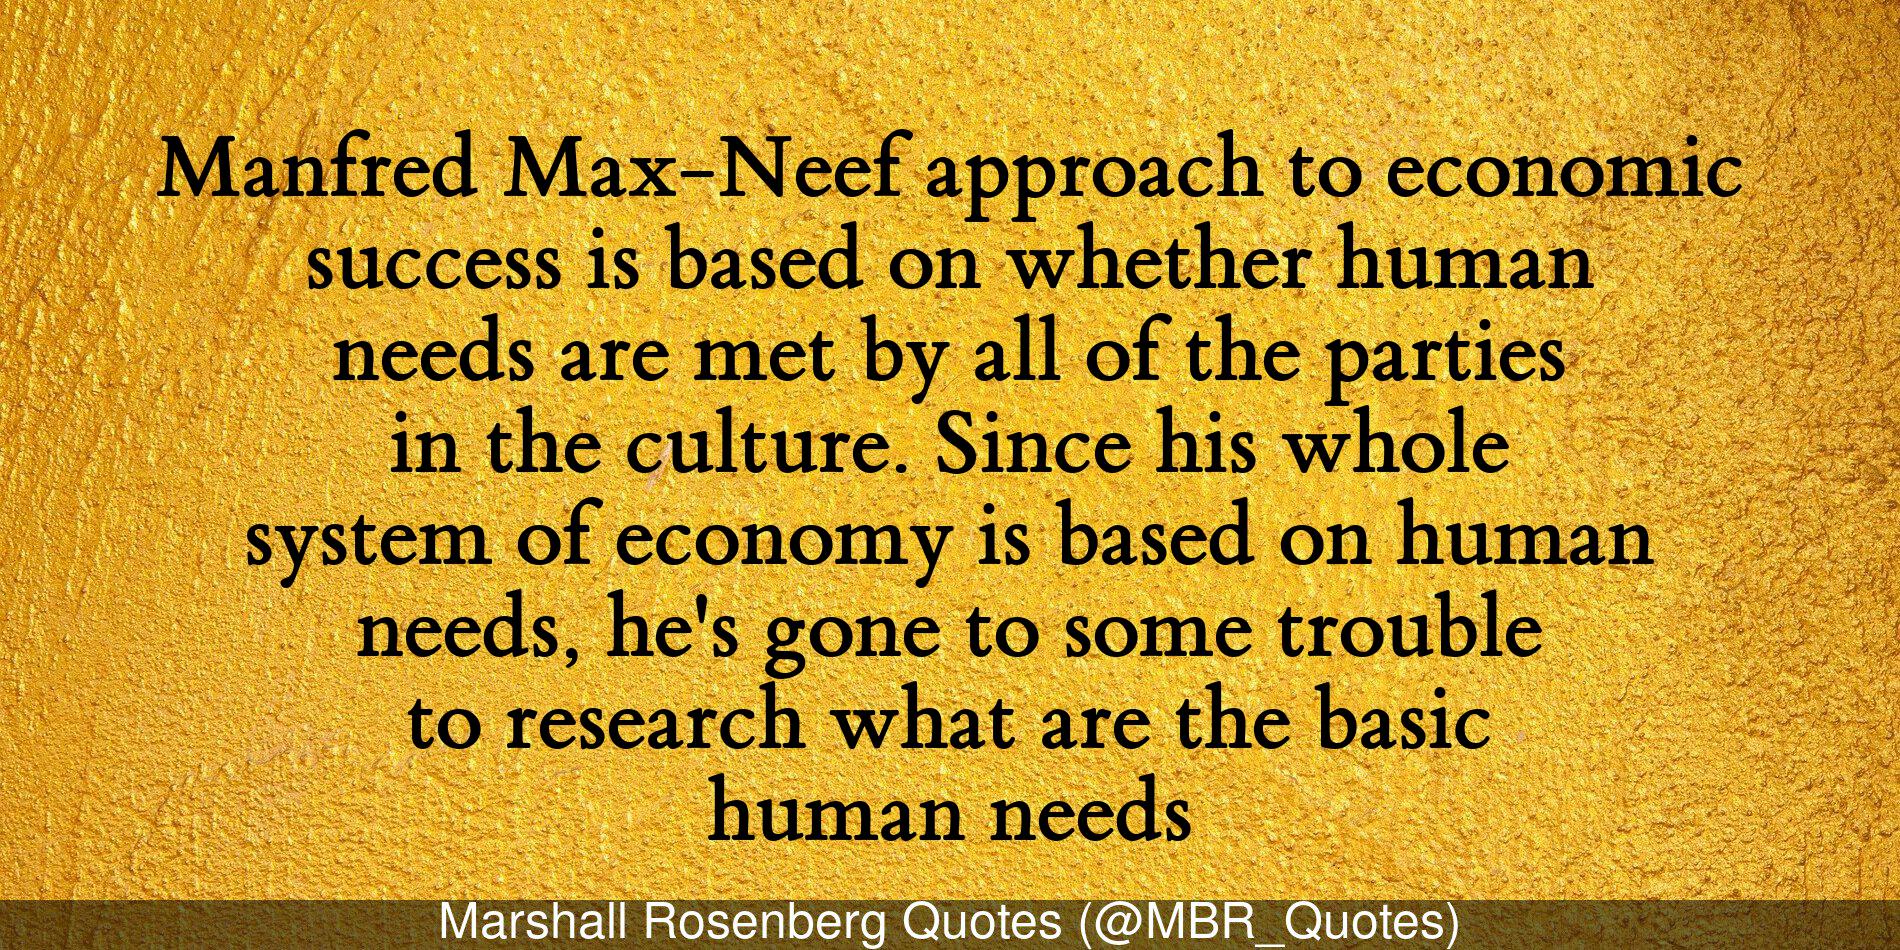 Manfred Max-Neef approach to economic
success is based on whether human
needs are met by all of the parties
in the culture. Since his whole
system of economy is based on human
needs, he's gone to some trouble
to research what are the basic
human needs
Marshall Rosenberg Quotes (@MBR_Quotes)